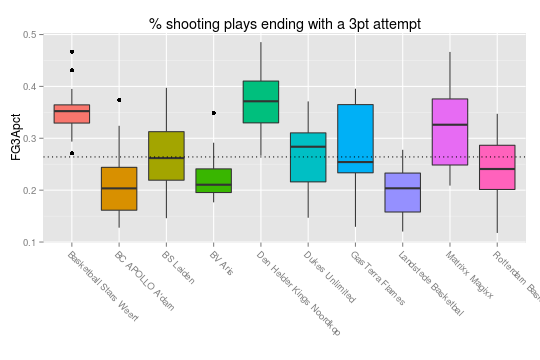 % shooting plays ending with a 3pt attempt
FG3Apct
0.5
0.4
0.3
0.2
0.1
Basketball Stars Weert
BC APOLLO A'dam
BS Leiden
BV Aris
Den Helder Kings Noordkop
Dukes Unlimited
GasTerra Flames
Landstede Basketbal
Matrixx Magixx
Rotterdam Bas